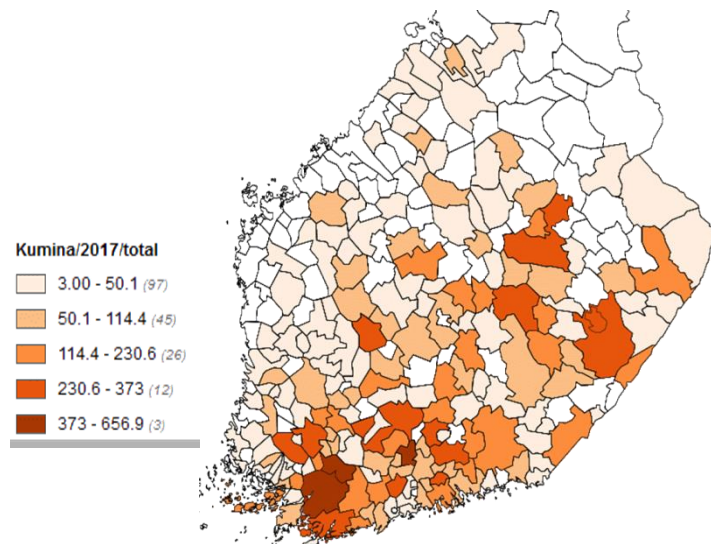 Kumina/2017/total
3.00 - 50.1 (97)
50.1 - 114.4 (45)
114.4 - 230.6 (26)
230.6 - 373 (12)
373 - 656.9 (3)